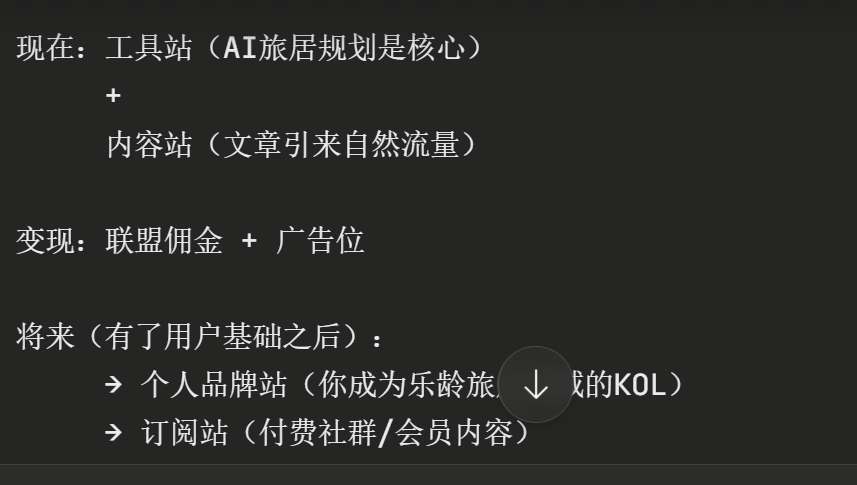 现在：工具站（AI旅居规划是核心）
+
内容站（文章引来自然流量）
变现：联盟佣金 + 广告位
将来（有了用户基础之后）：
→ 个人品牌站（你成为乐龄旅 的KOL）
→ 订阅站（付费社群/会员内容）